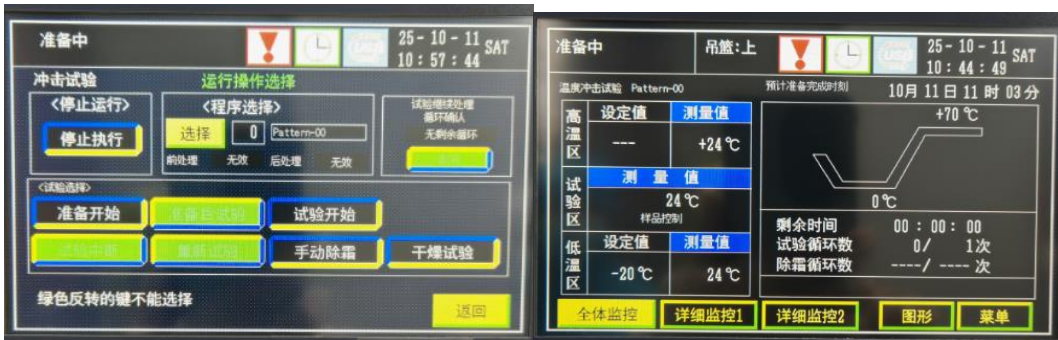 准备中
25-10-11 SAT
10:57:44
冲击试验
运行操作选择
<停止运行>
停止执行
<程序选择>
选择 0 Pattern-00
前处理 无效 后处理 无效
试验继续处理
循环确认
无剩余循环
<试验选择>
准备开始 试验开始
试验中断 重新试验 手动除霜 干燥试验
绿色反转的键不能选择
返回
准备中
吊篮:上
25-10-11 SAT
10:44:49
温度冲击试验 Pattern-00
预计准备完成时刻
10月 11日 11 时 03分
高温区
设定值 测量值
--- +24℃
试验区
测 量 值
24℃
样品控制
低温区
设定值 测量值
-20℃ 24℃
+70℃
0℃
剩余时间 00 : 00 : 00
试验循环数 0/ 1次
除霜循环数 ----/ ---- 次
全体监控 详细监控1 详细监控2 图形 菜单